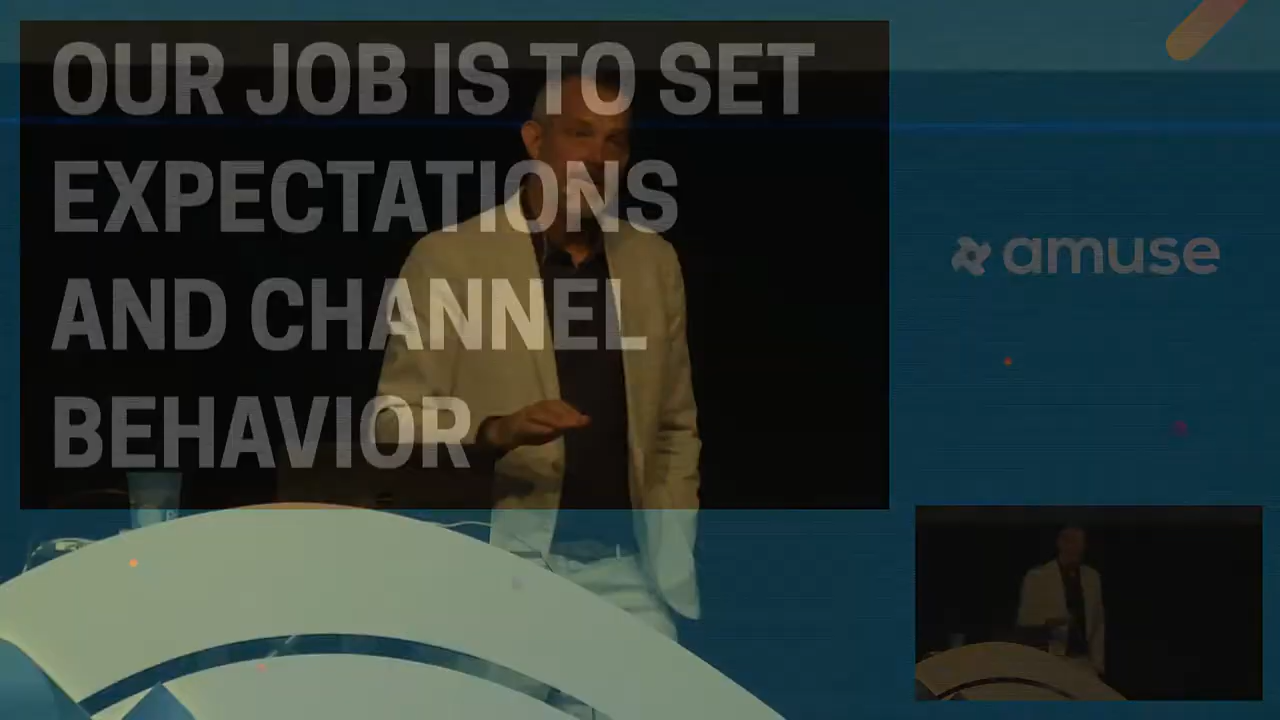 OUR JOB IS TO SET
EXPECTATIONS
AND CHANNEL
BEHAVIOR
amuse